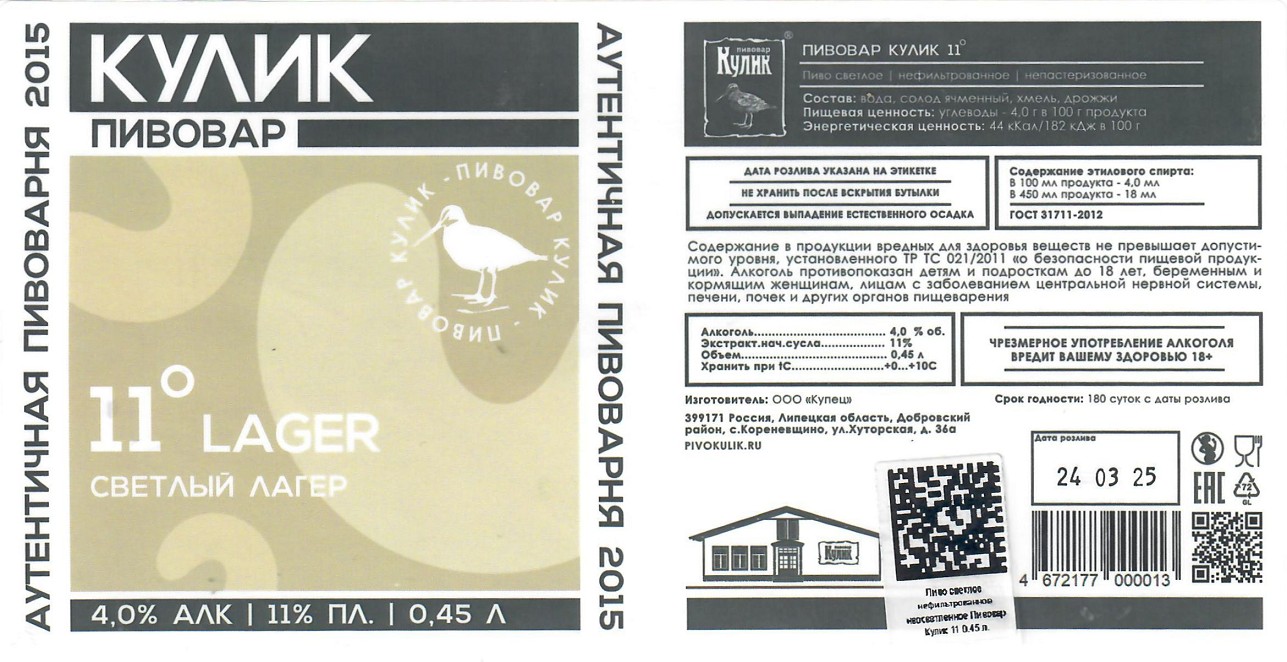 АУТЕНТИЧНАЯ ПИВОВАРНЯ 2015
КУЛИК
ПИВОВАР
ПИВОВАР КУЛИК - ПИВОВАР КУЛИК -
11° LAGER
СВЕТЛЫЙ ЛАГЕР
4,0% АЛК | 11% ПЛ. | 0,45 Л
АУТЕНТИЧНАЯ ПИВОВАРНЯ 2015
пивовар
Кулик
®
ПИВОВАР КУЛИК 11°
Пиво светлое | нефильтрованное | непастеризованное
Состав: вода, солод ячменный, хмель, дрожжи
Пищевая ценность: углеводы - 4,0 г в 100 г продукта
Энергетическая ценность: 44 кКал/182 кДж в 100 г
ДАТА РОЗЛИВА УКАЗАНА НА ЭТИКЕТКЕ
НЕ ХРАНИТЬ ПОСЛЕ ВСКРЫТИЯ БУТЫЛКИ
ДОПУСКАЕТСЯ ВЫПАДЕНИЕ ЕСТЕСТВЕННОГО ОСАДКА
Содержание этилового спирта:
В 100 мл продукта - 4,0 мл
В 450 мл продукта - 18 мл
ГОСТ 31711-2012
Содержание в продукции вредных для здоровья веществ не превышает допусти-
мого уровня, установленного ТР ТС 021/2011 «о безопасности пищевой продук-
ции». Алкоголь противопоказан детям и подросткам до 18 лет, беременным и
кормящим женщинам, лицам с заболеванием центральной нервной системы,
печени, почек и других органов пищеварения
Алкоголь.................................. 4,0 % об.
Экстракт.нач.сусла................ 11%
Объем..................................... 0,45 л
Хранить при tC.......................+0...+10С
ЧРЕЗМЕРНОЕ УПОТРЕБЛЕНИЕ АЛКОГОЛЯ
ВРЕДИТ ВАШЕМУ ЗДОРОВЬЮ 18+
Изготовитель: ООО «Купец»
399171 Россия, Липецкая область, Добровский
район, с.Кореневщино, ул.Хуторская, д. 36а
PIVOKULIK.RU
Срок годности: 180 суток с даты розлива
Дата розлива
24 03 25
EAC
72
GL
пивовар
Кулик
4 672177 000013
Пиво светлое
нефильтрованное
неосветленное Пивовар
Кулик 11 0.45 л.